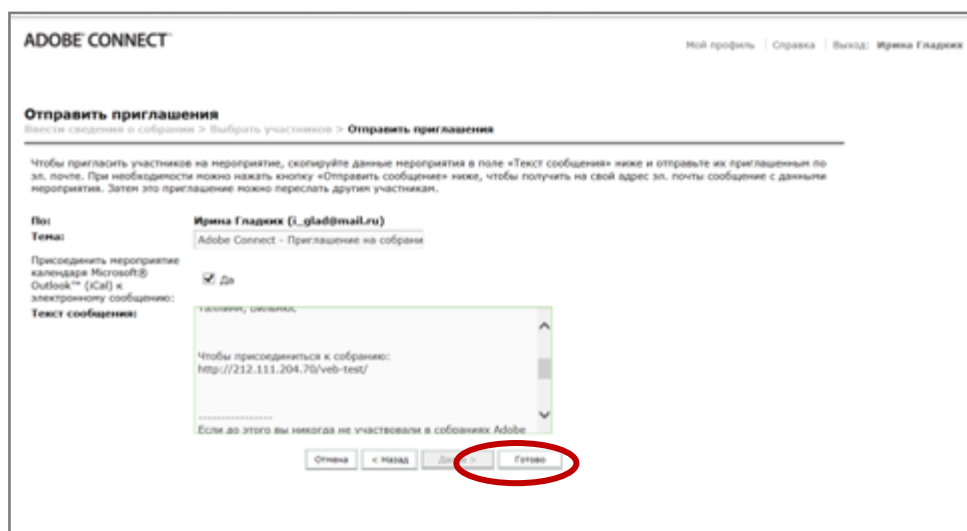 ADOBE® CONNECT™
Мой профиль | Справка | Выход: Ирина Гладких
Отправить приглашения
Ввести сведения о собрании > Выбрать участников > Отправить приглашения
Чтобы пригласить участников на мероприятие, скопируйте данные мероприятия в поле «Текст сообщения» ниже и отправьте их приглашенным по
эл. почте. При необходимости можно нажать кнопку «Отправить сообщение» ниже, чтобы получить на свой адрес эл. почты сообщение с данными
мероприятия. Затем это приглашение можно переслать другим участникам.
По: Ирина Гладких (i_glad@mail.ru)
Тема: Adobe Connect - Приглашение на собрани
Присоединить мероприятие
календаря Microsoft®
Outlook™ (iCal) к
электронному сообщению: Да
Текст сообщения:
Таллинн, Вильнюс
Чтобы присоединиться к собранию:
http://212.111.204.70/veb-test/
----------------
Если до этого вы никогда не участвовали в собраниях Adobe
Отмена < Назад Далее > Готово